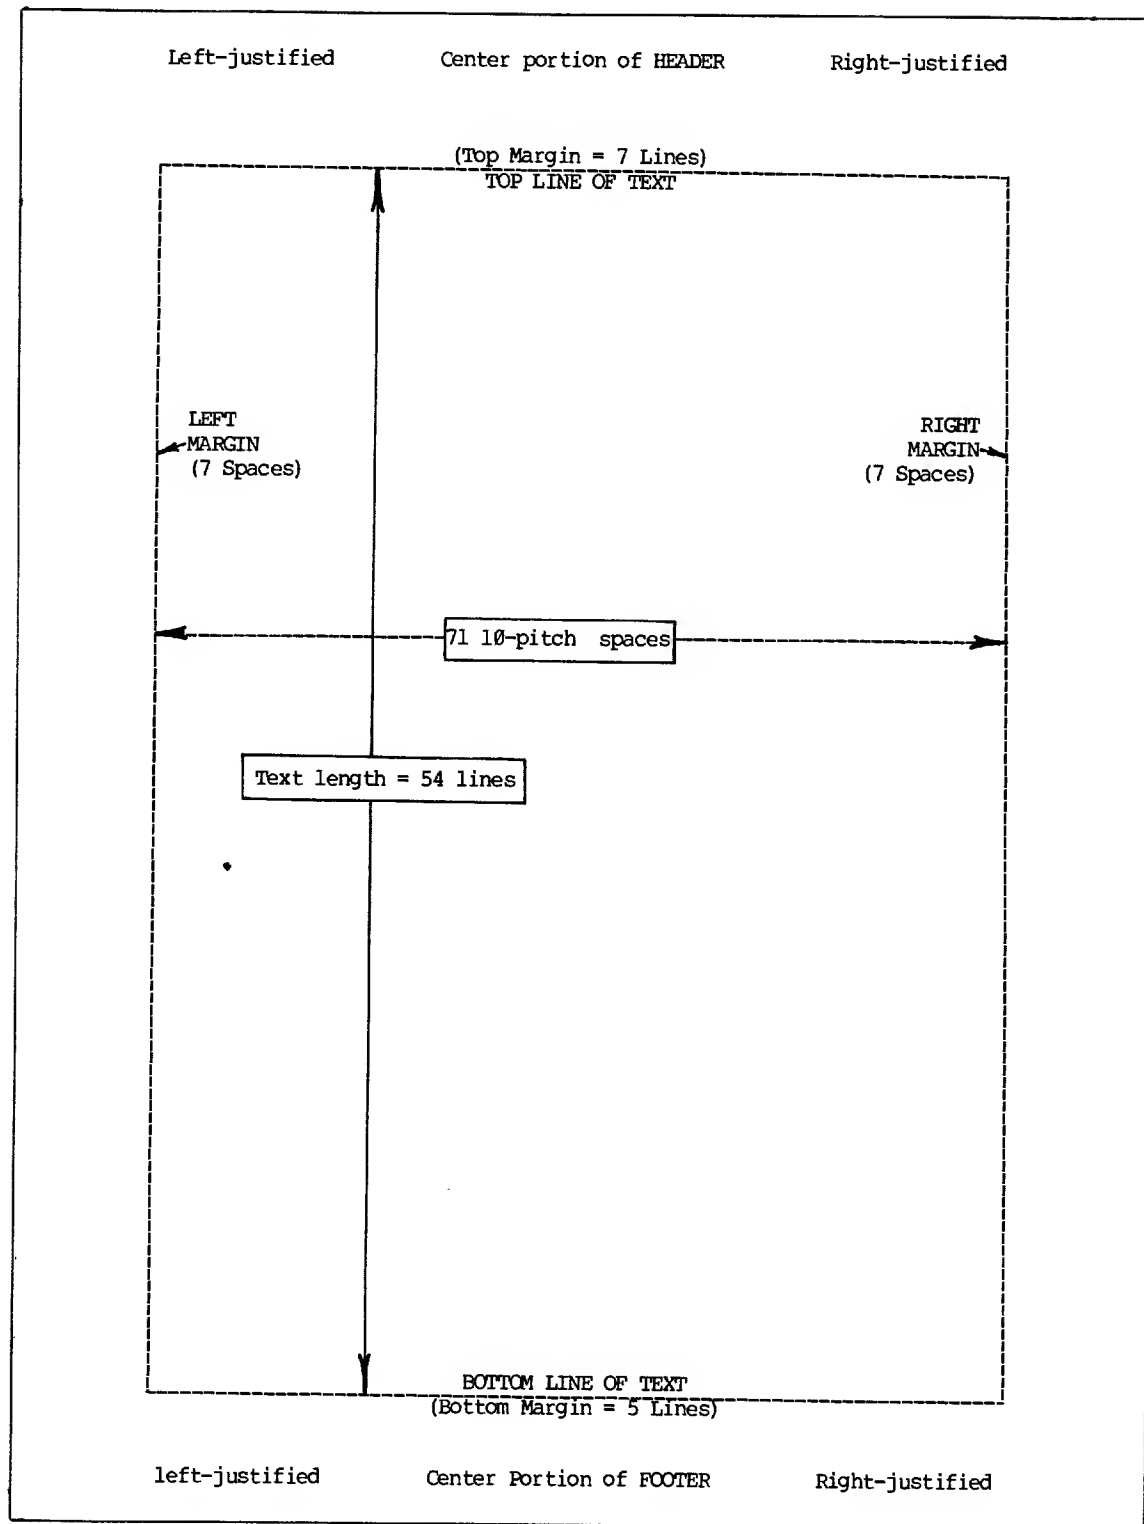 Left-justified Center portion of HEADER Right-justified
(Top Margin = 7 Lines)
TOP LINE OF TEXT
LEFT
MARGIN
(7 Spaces)
RIGHT
MARGIN
(7 Spaces)
71 10-pitch spaces
Text length = 54 lines
BOTTOM LINE OF TEXT
(Bottom Margin = 5 Lines)
left-justified Center Portion of FOOTER Right-justified